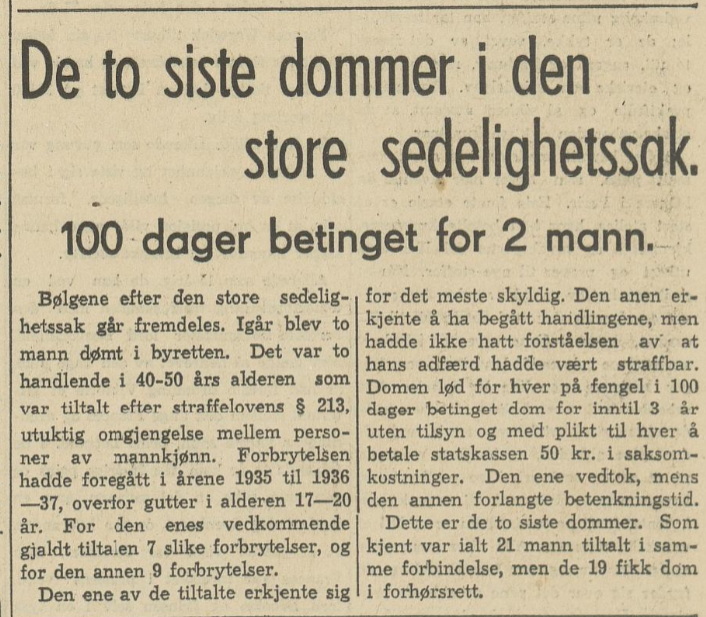 De to siste dommer i den
store sedelighetssak.
100 dager betinget for 2 mann.
Bølgene efter den store sedelig-
hetssak går fremdeles. Igår blev to
mann dømt i byretten. Det var to
handlende i 40-50 års alderen som
var tiltalt efter straffelovens § 213,
utuktig omgjengelse mellem perso-
ner av mannkjønn. Forbrytelsen
hadde foregått i årene 1935 til 1936
—37, overfor gutter i alderen 17—20
år. For den enes vedkommende
gjaldt tiltalen 7 slike forbrytelser, og
for den annen 9 forbrytelser.
Den ene av de tiltalte erkjente sig
for det meste skyldig. Den anen er-
kjente å ha begått handlingene, men
hadde ikke hatt forståelsen av at
hans adfærd hadde vært straffbar.
Domen lød for hver på fengel i 100
dager betinget dom for inntil 3 år
uten tilsyn og med plikt til hver å
betale statskassen 50 kr. i saksom-
kostninger. Den ene vedtok, mens
den annen forlangte betenkningstid.
Dette er de to siste dommer. Som
kjent var ialt 21 mann tiltalt i sam-
me forbindelse, men de 19 fikk dom
i forhørsrett.